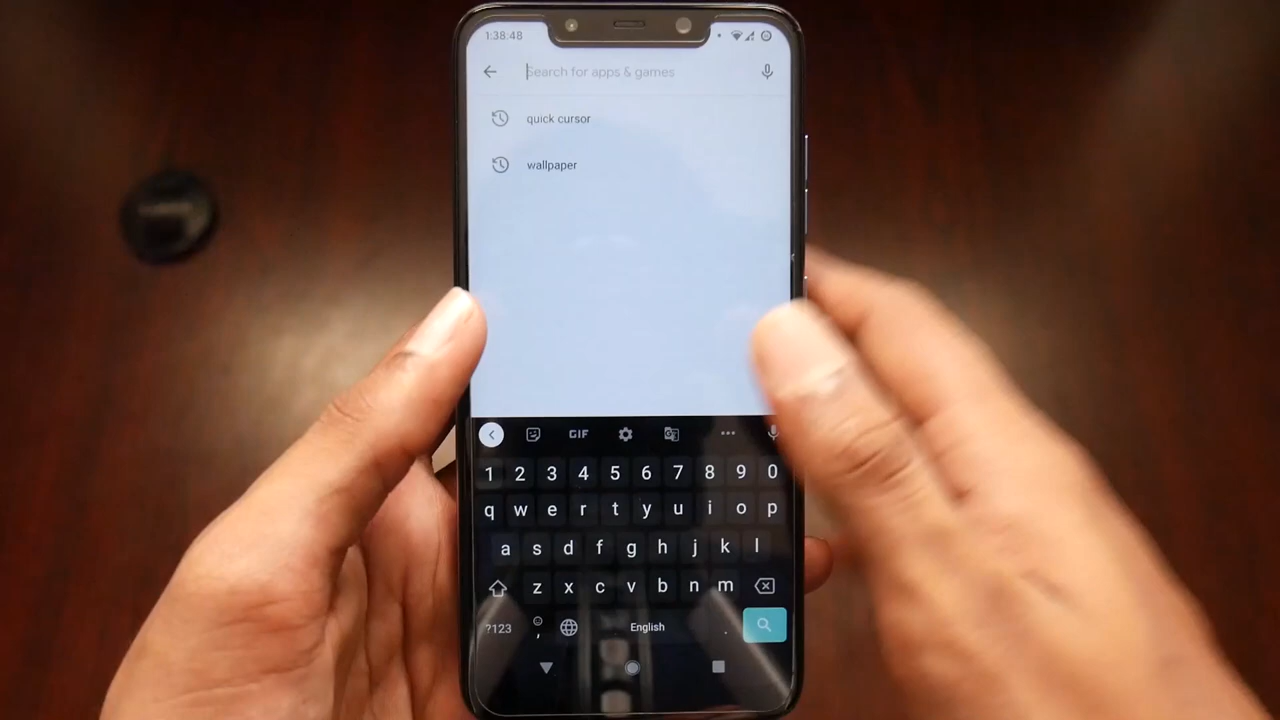 1:38:48
Search for apps & games
quick cursor
wallpaper
GIF
1 2 3 4 5 6 7 8 9 0
q w e r t y u i o p
a s d f g h j k l
z x c v b n m
?123 , English .